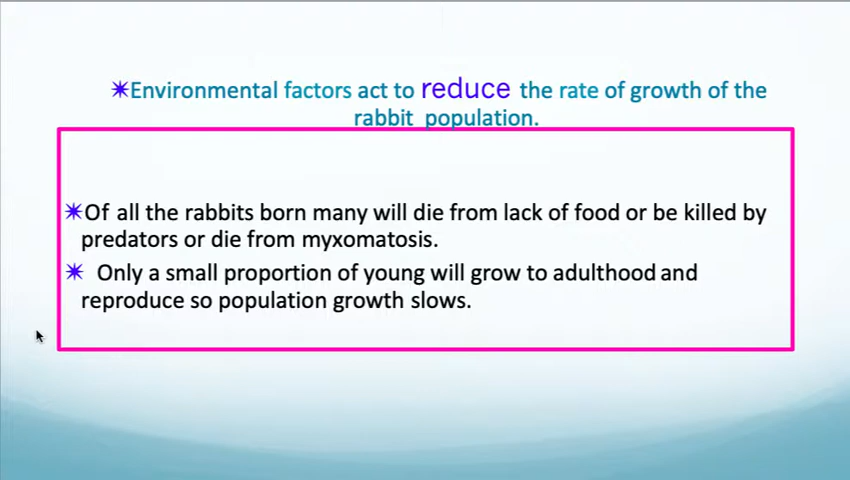 ✷Environmental factors act to reduce the rate of growth of the
rabbit population.
✷Of all the rabbits born many will die from lack of food or be killed by
predators or die from myxomatosis.
✷ Only a small proportion of young will grow to adulthood and
reproduce so population growth slows.